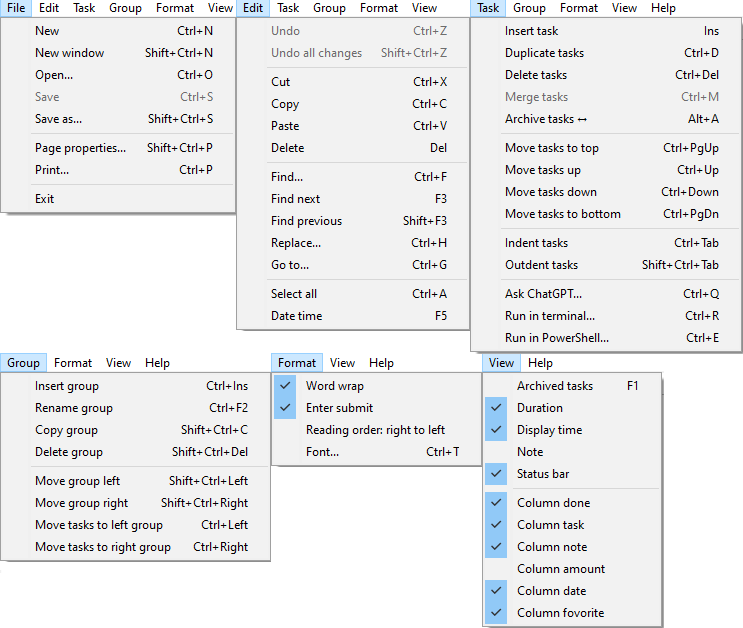 File Edit Task Group Format View
New Ctrl+N
New window Shift+Ctrl+N
Open... Ctrl+O
Save Ctrl+S
Save as... Shift+Ctrl+S
Page properties... Shift+Ctrl+P
Print... Ctrl+P
Exit
Edit Task Group Format View
Undo Ctrl+Z
Undo all changes Shift+Ctrl+Z
Cut Ctrl+X
Copy Ctrl+C
Paste Ctrl+V
Delete Del
Find... Ctrl+F
Find next F3
Find previous Shift+F3
Replace... Ctrl+H
Go to... Ctrl+G
Select all Ctrl+A
Date time F5
Task Group Format View Help
Insert task Ins
Duplicate tasks Ctrl+D
Delete tasks Ctrl+Del
Merge tasks Ctrl+M
Archive tasks ↔ Alt+A
Move tasks to top Ctrl+PgUp
Move tasks up Ctrl+Up
Move tasks down Ctrl+Down
Move tasks to bottom Ctrl+PgDn
Indent tasks Ctrl+Tab
Outdent tasks Shift+Ctrl+Tab
Ask ChatGPT... Ctrl+Q
Run in terminal... Ctrl+R
Run in PowerShell... Ctrl+E
Group Format View Help
Insert group Ctrl+Ins
Rename group Ctrl+F2
Copy group Shift+Ctrl+C
Delete group Shift+Ctrl+Del
Move group left Shift+Ctrl+Left
Move group right Shift+Ctrl+Right
Move tasks to left group Ctrl+Left
Move tasks to right group Ctrl+Right
Format View Help
Word wrap
Enter submit
Reading order: right to left
Font... Ctrl+T
View Help
Archived tasks F1
Duration
Display time
Note
Status bar
Column done
Column task
Column note
Column amount
Column date
Column fovorite